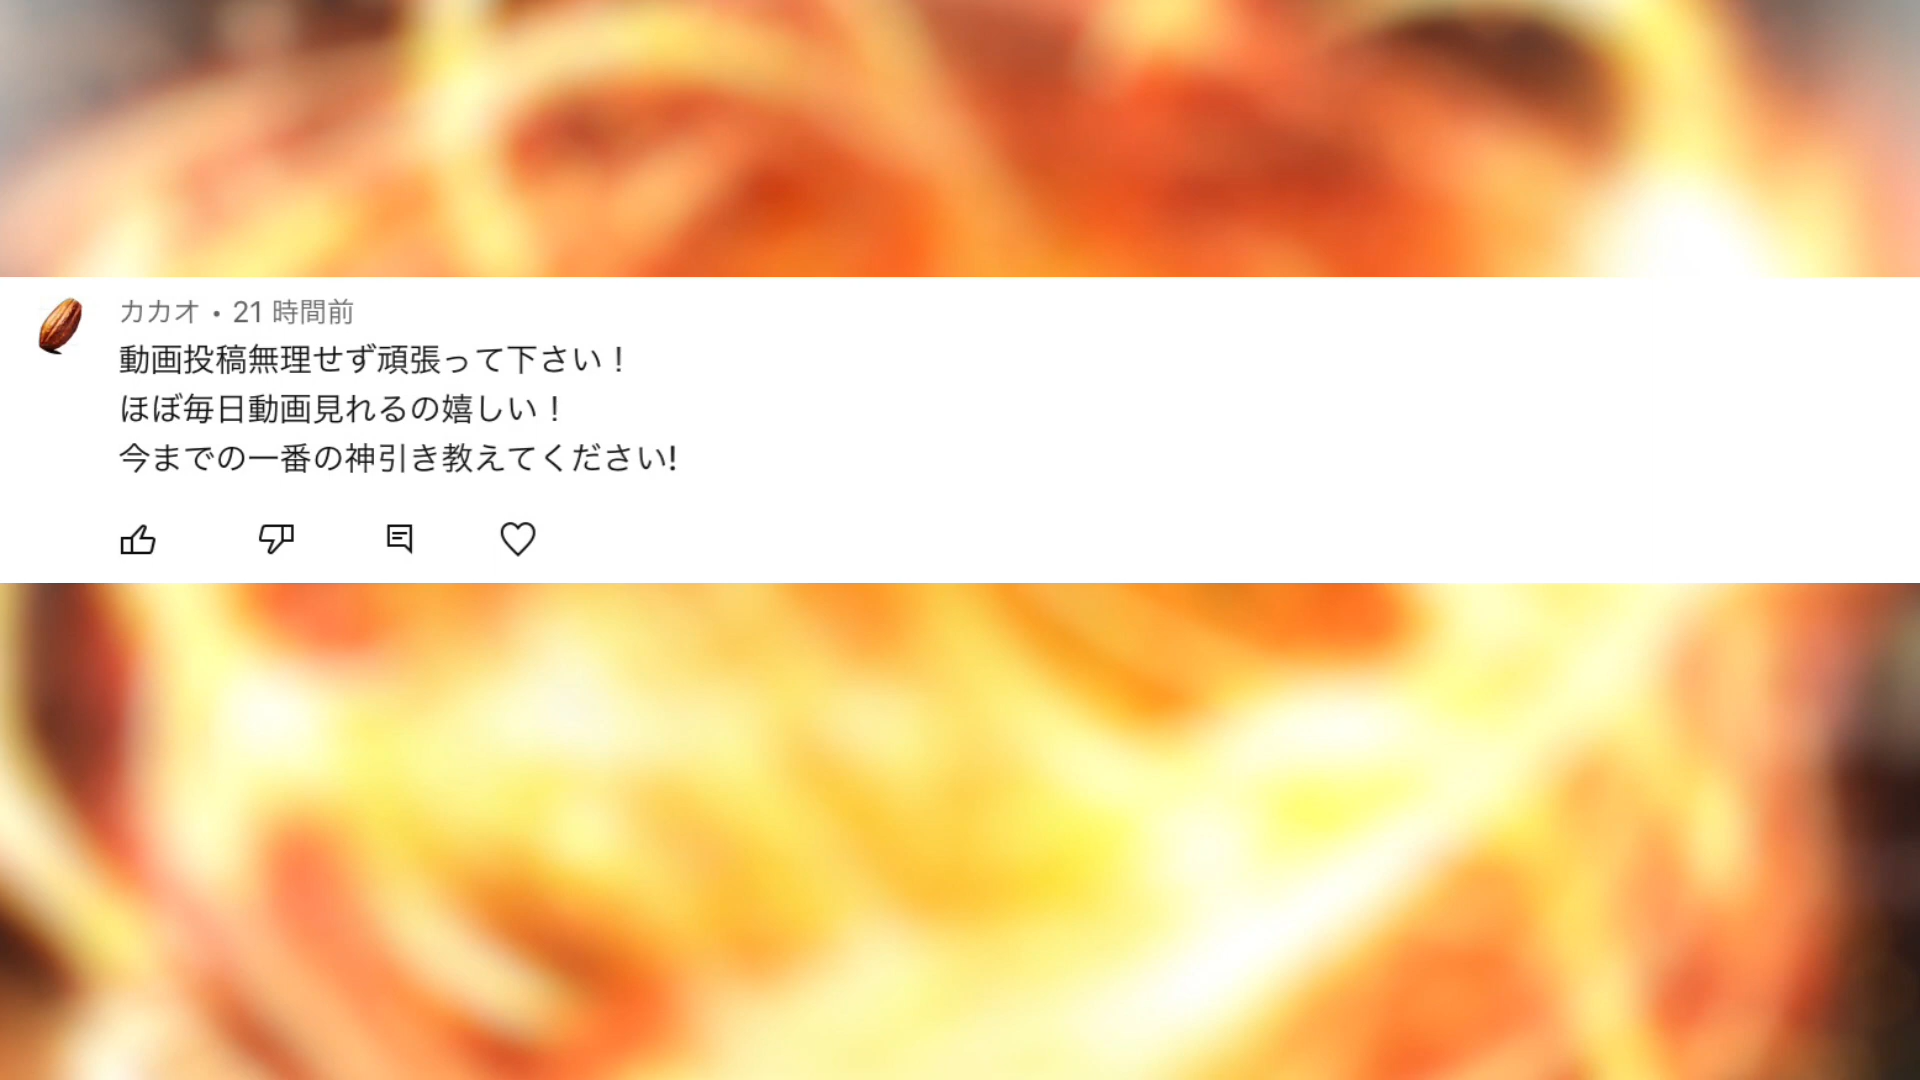 カカオ • 21 時間前
動画投稿無理せず頑張って下さい！
ほぼ毎日動画見れるの嬉しい！
今までの一番の神引き教えてください!